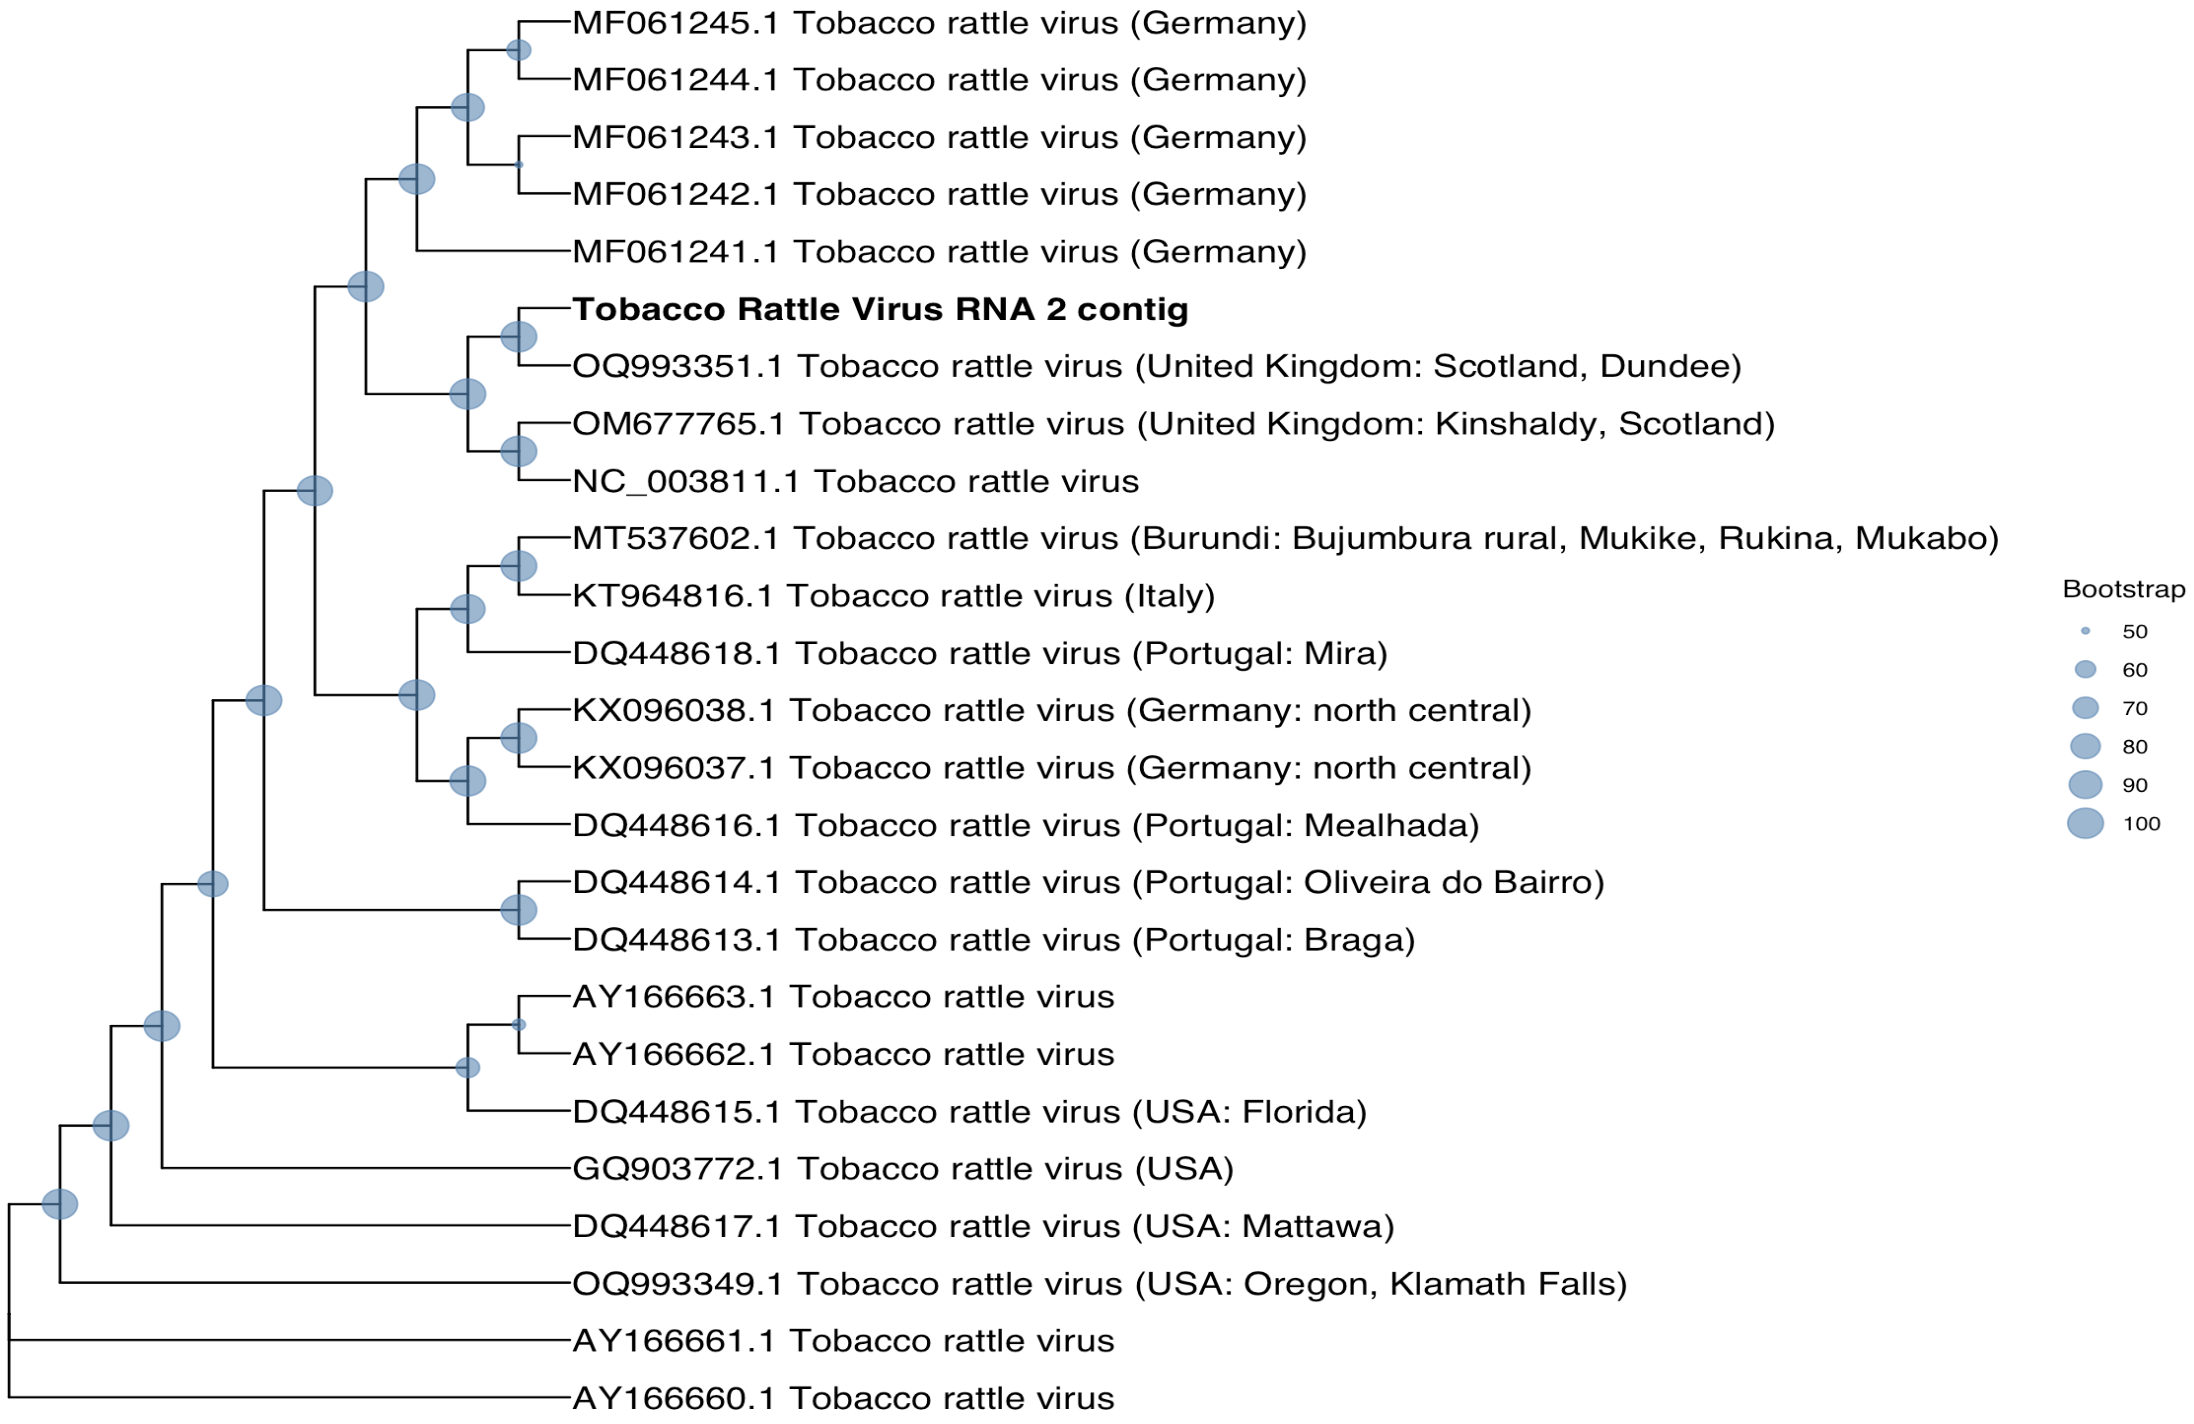 MF061245.1 Tobacco rattle virus (Germany)
MF061244.1 Tobacco rattle virus (Germany)
MF061243.1 Tobacco rattle virus (Germany)
MF061242.1 Tobacco rattle virus (Germany)
MF061241.1 Tobacco rattle virus (Germany)
Tobacco Rattle Virus RNA 2 contig
OQ993351.1 Tobacco rattle virus (United Kingdom: Scotland, Dundee)
OM677765.1 Tobacco rattle virus (United Kingdom: Kinshaldy, Scotland)
NC_003811.1 Tobacco rattle virus
MT537602.1 Tobacco rattle virus (Burundi: Bujumbura rural, Mukike, Rukina, Mukabo)
KT964816.1 Tobacco rattle virus (Italy)
DQ448618.1 Tobacco rattle virus (Portugal: Mira)
KX096038.1 Tobacco rattle virus (Germany: north central)
KX096037.1 Tobacco rattle virus (Germany: north central)
DQ448616.1 Tobacco rattle virus (Portugal: Mealhada)
DQ448614.1 Tobacco rattle virus (Portugal: Oliveira do Bairro)
DQ448613.1 Tobacco rattle virus (Portugal: Braga)
AY166663.1 Tobacco rattle virus
AY166662.1 Tobacco rattle virus
DQ448615.1 Tobacco rattle virus (USA: Florida)
GQ903772.1 Tobacco rattle virus (USA)
DQ448617.1 Tobacco rattle virus (USA: Mattawa)
OQ993349.1 Tobacco rattle virus (USA: Oregon, Klamath Falls)
AY166661.1 Tobacco rattle virus
AY166660.1 Tobacco rattle virus
Bootstrap
50
60
70
80
90
100